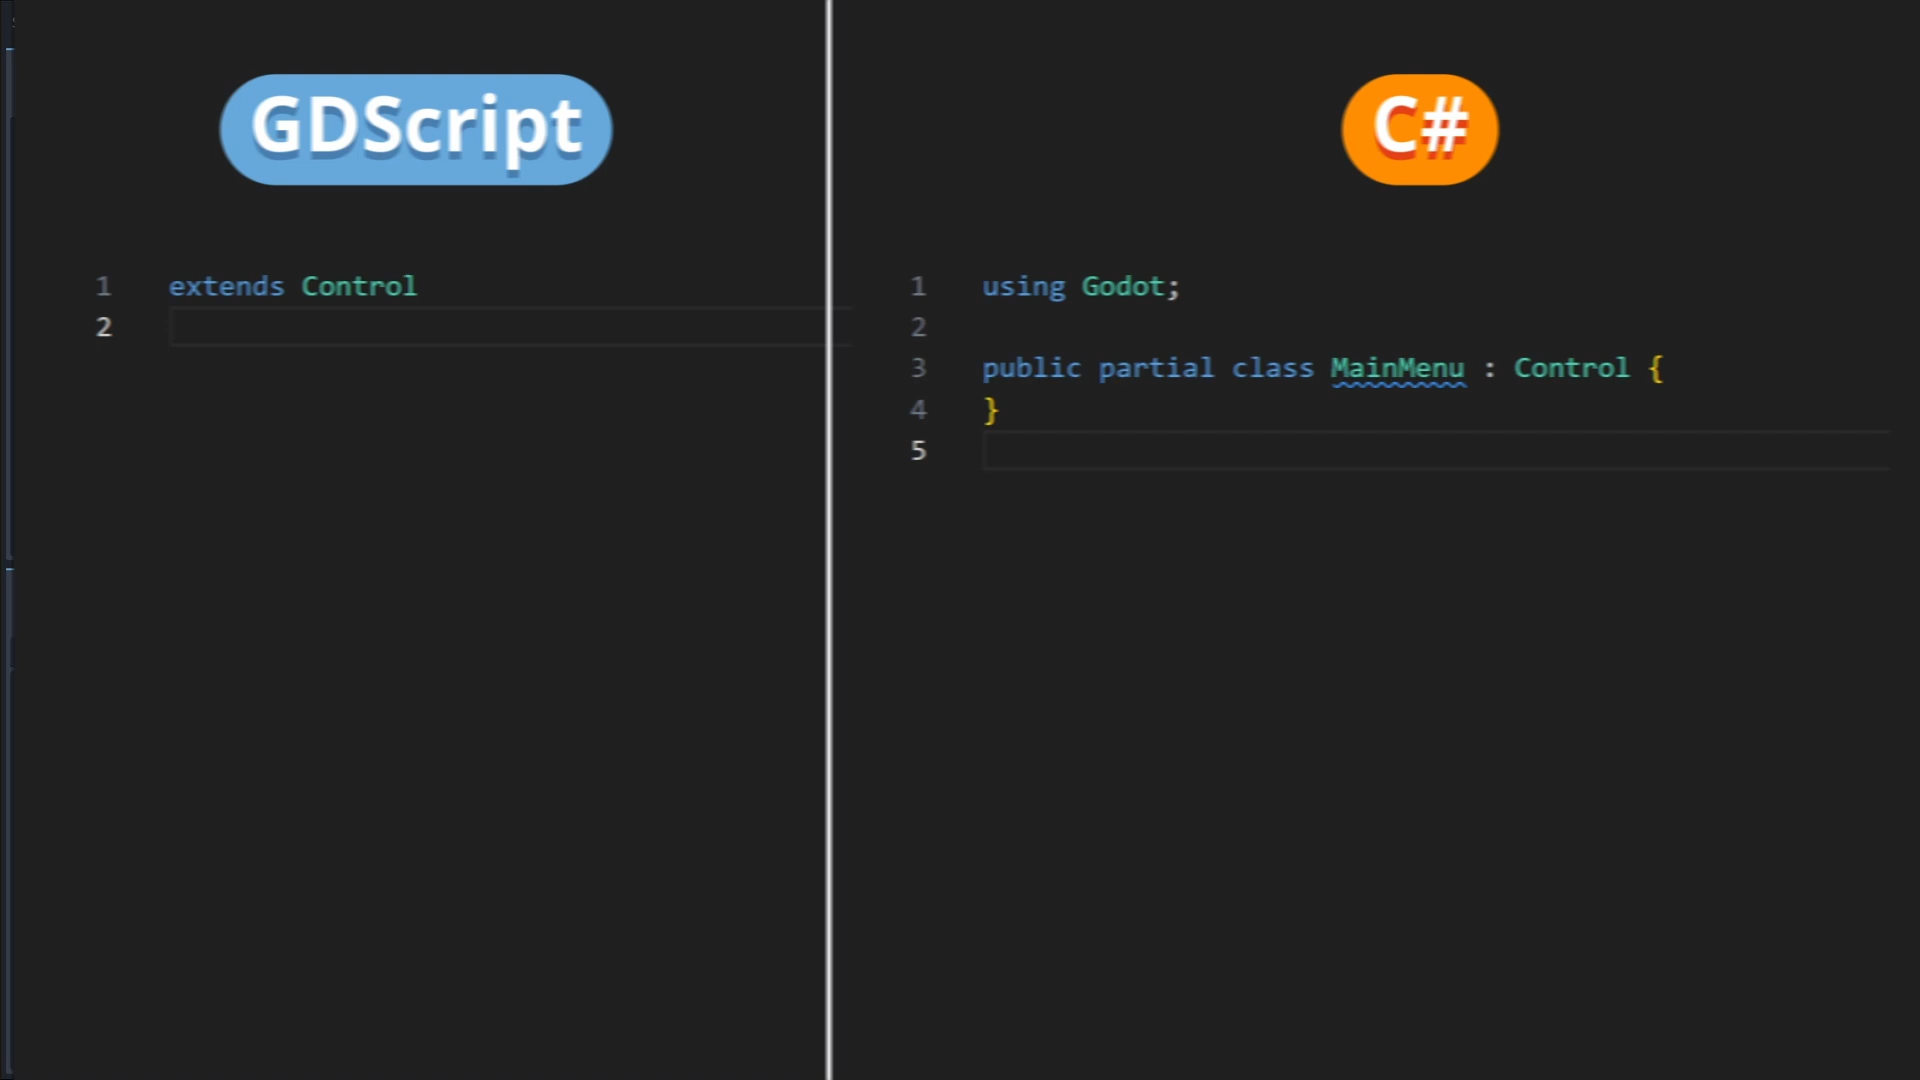 GDScript
1 extends Control
2
C#
1 using Godot;
2
3 public partial class MainMenu : Control {
4 }
5